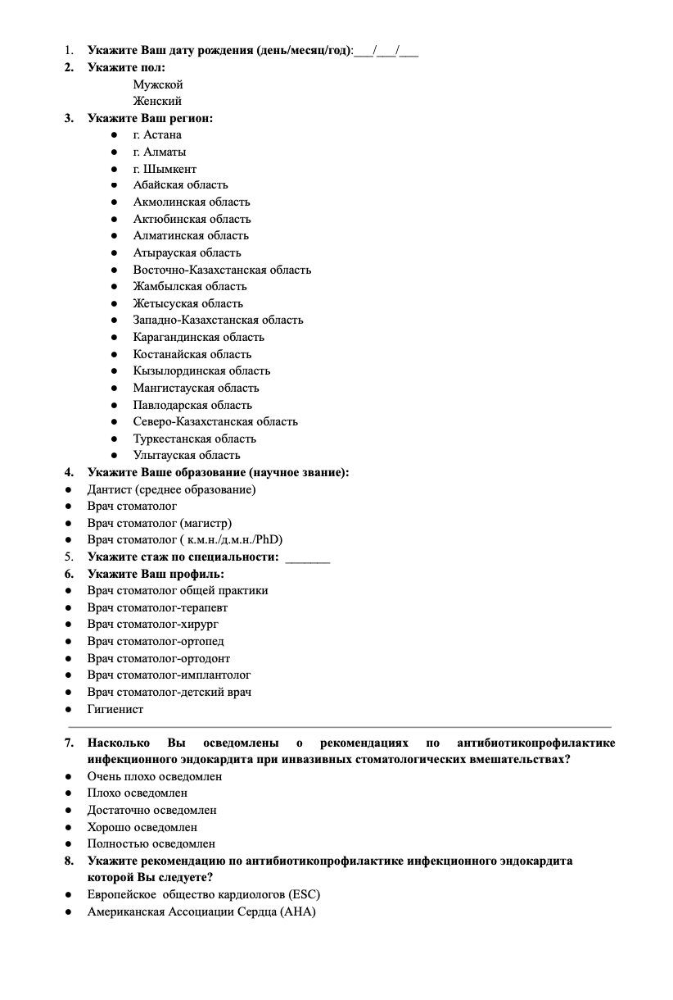 1. Укажите Ваш дату рождения (день/месяц/год):___/___/___
2. Укажите пол:
Мужской
Женский
3. Укажите Ваш регион:
● г. Астана
● г. Алматы
● г. Шымкент
● Абайская область
● Акмолинская область
● Актюбинская область
● Алматинская область
● Атырауская область
● Восточно-Казахстанская область
● Жамбылская область
● Жетысуская область
● Западно-Казахстанская область
● Карагандинская область
● Костанайская область
● Кызылординская область
● Мангистауская область
● Павлодарская область
● Северо-Казахстанская область
● Туркестанская область
● Улытауская область
4. Укажите Ваше образование (научное звание):
● Дантист (среднее образование)
● Врач стоматолог
● Врач стоматолог (магистр)
● Врач стоматолог ( к.м.н./д.м.н./PhD)
5. Укажите стаж по специальности: _______
6. Укажите Ваш профиль:
● Врач стоматолог общей практики
● Врач стоматолог-терапевт
● Врач стоматолог-хирург
● Врач стоматолог-ортопед
● Врач стоматолог-ортодонт
● Врач стоматолог-имплантолог
● Врач стоматолог-детский врач
● Гигиенист
7. Насколько Вы осведомлены о рекомендациях по антибиотикопрофилактике
инфекционного эндокардита при инвазивных стоматологических вмешательствах?
● Очень плохо осведомлен
● Плохо осведомлен
● Достаточно осведомлен
● Хорошо осведомлен
● Полностью осведомлен
8. Укажите рекомендацию по антибиотикопрофилактике инфекционного эндокардита
которой Вы следуете?
● Европейское общество кардиологов (ESC)
● Американская Ассоциации Сердца (AHA)